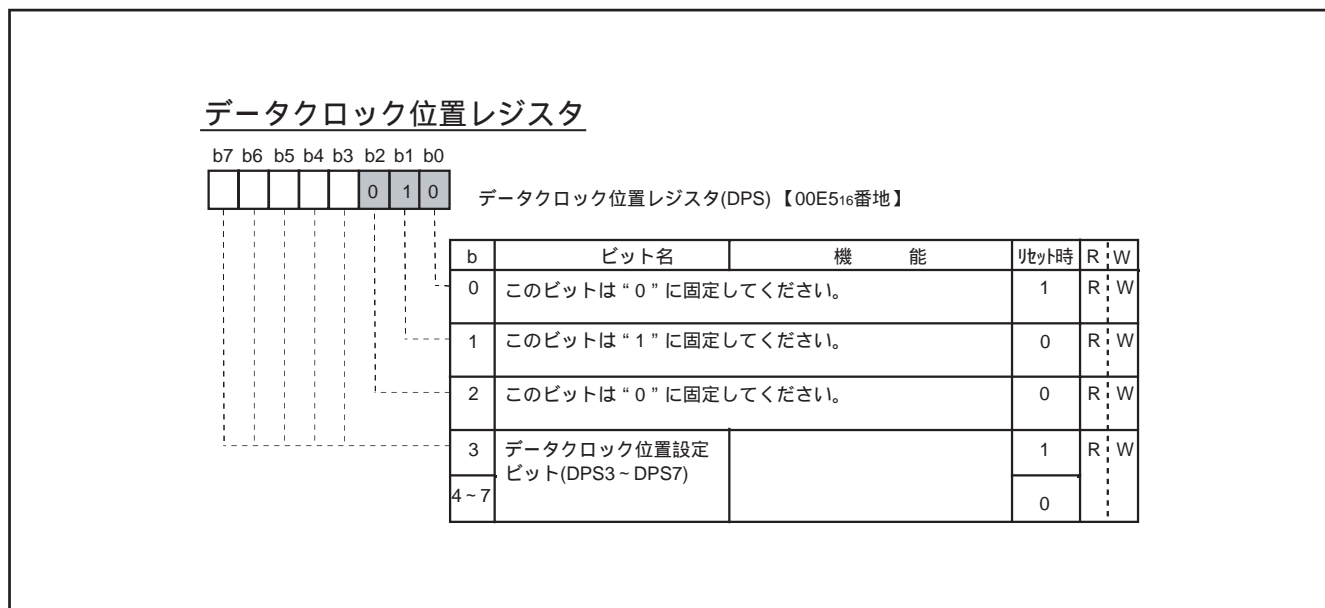 データクロック位置レジスタ
b7 b6 b5 b4 b3 b2 b1 b0
0 1 0
データクロック位置レジスタ(DPS)【00E516番地】
b ビット名 機 能 リセット時 R W
0 このビットは“0”に固定してください。 1 R W
1 このビットは“1”に固定してください。 0 R W
2 このビットは“0”に固定してください。 0 R W
3 データクロック位置設定 1 R W
ビット(DPS3~DPS7)
4~7 0